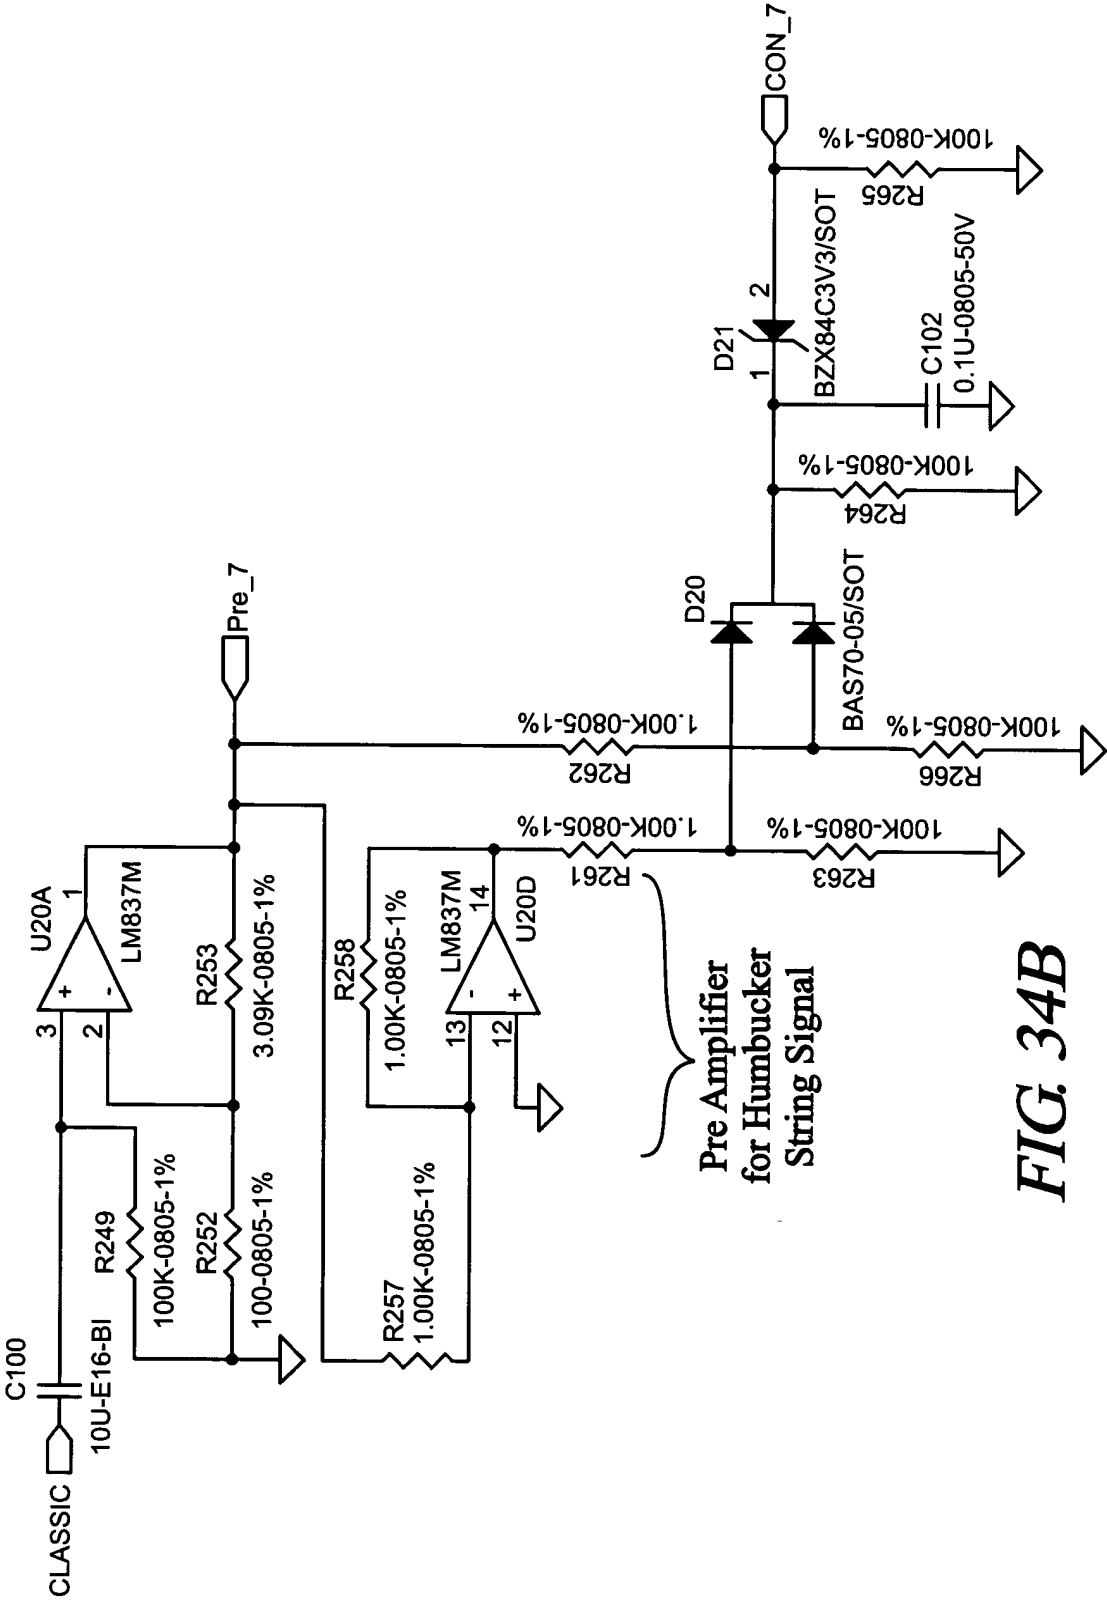 CLASSIC
C100
10U-E16-BI
R249
100K-0805-1%
R252
100-0805-1%
3
2
+
-
U20A
1
LM837M
R253
3.09K-0805-1%
Pre_7
R257
1.00K-0805-1%
R258
1.00K-0805-1%
13
12
-
+
LM837M
14
U20D
R261
1.00K-0805-1%
R262
1.00K-0805-1%
R263
100K-0805-1%
R266
100K-0805-1%
D20
BAS70-05/SOT
R264
100K-0805-1%
D21
1
2
BZX84C3V3/SOT
C102
0.1U-0805-50V
R265
100K-0805-1%
CON_7
Pre Amplifier
for Humbucker
String Signal
FIG. 34B